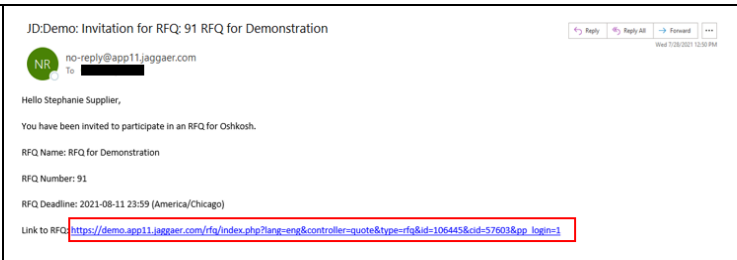 JD:Demo: Invitation for RFQ: 91 RFQ for Demonstration
Reply Reply All Forward ...
Wed 7/28/2021 12:50 PM
NR
no-reply@app11.jaggaer.com
To
Hello Stephanie Supplier,
You have been invited to participate in an RFQ for Oshkosh.
RFQ Name: RFQ for Demonstration
RFQ Number: 91
RFQ Deadline: 2021-08-11 23:59 (America/Chicago)
Link to RFQ: https://demo.app11.jaggaer.com/rfq/index.php?lang=eng&controller=quote&type=rfq&id=106445&cid=57603&pp_login=1